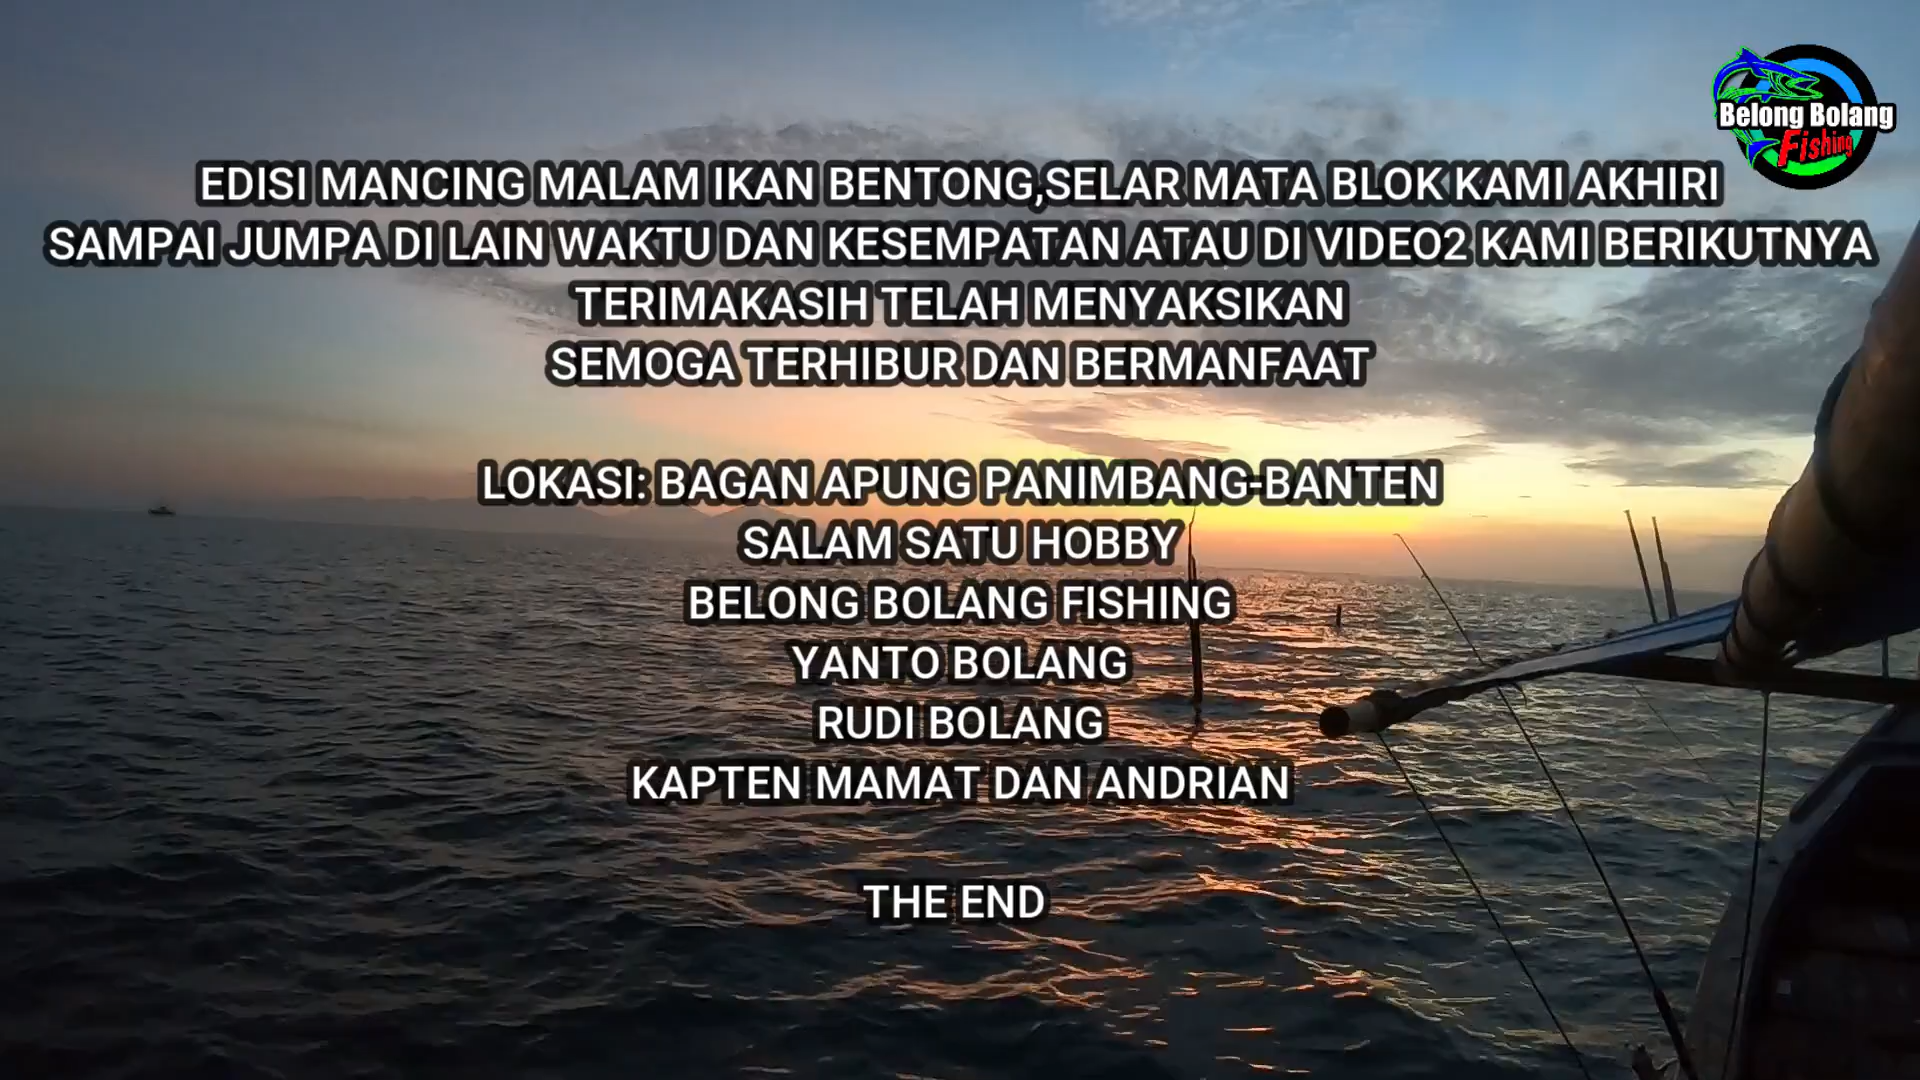 Belong Bolang
Fishing
EDISI MANCING MALAM IKAN BENTONG,SELAR MATA BLOK KAMI AKHIRI
SAMPAI JUMPA DI LAIN WAKTU DAN KESEMPATAN ATAU DI VIDEO2 KAMI BERIKUTNYA
TERIMAKASIH TELAH MENYAKSIKAN
SEMOGA TERHIBUR DAN BERMANFAAT
LOKASI: BAGAN APUNG PANIMBANG-BANTEN
SALAM SATU HOBBY
BELONG BOLANG FISHING
YANTO BOLANG
RUDI BOLANG
KAPTEN MAMAT DAN ANDRIAN
THE END